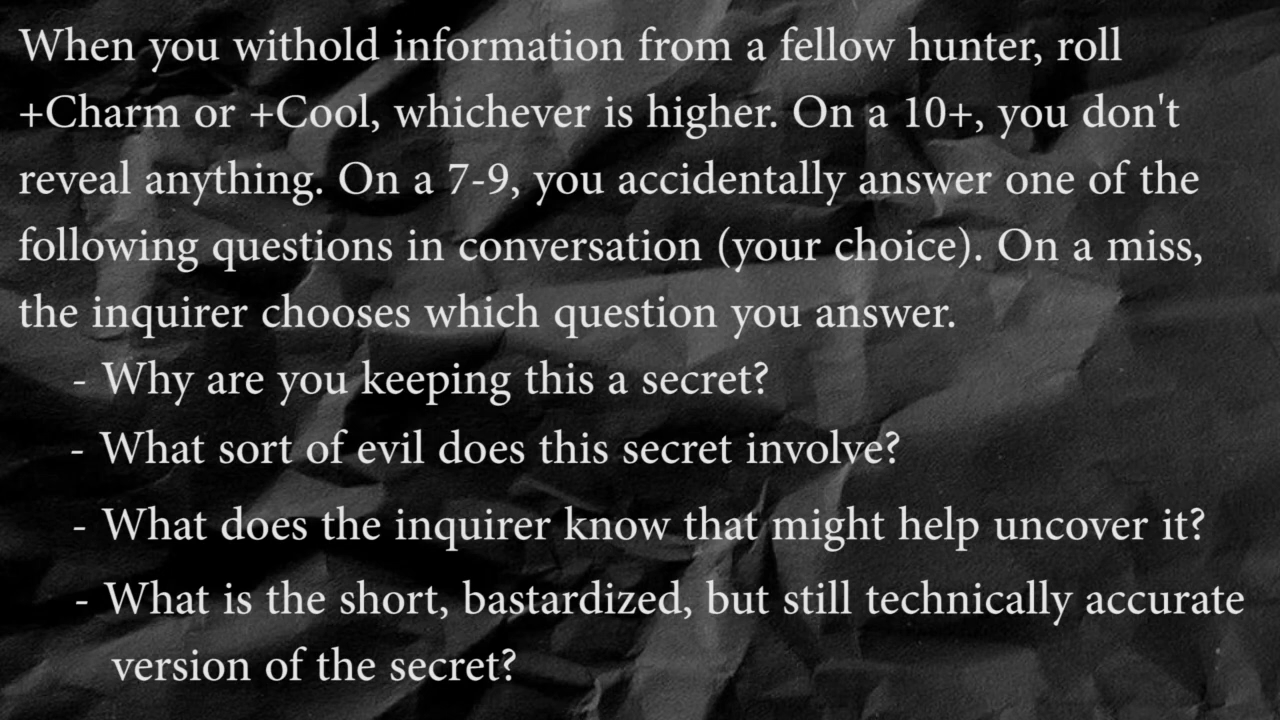 When you withold information from a fellow hunter, roll
+Charm or +Cool, whichever is higher. On a 10+, you don't
reveal anything. On a 7-9, you accidentally answer one of the
following questions in conversation (your choice). On a miss,
the inquirer chooses which question you answer.
- Why are you keeping this a secret?
- What sort of evil does this secret involve?
- What does the inquirer know that might help uncover it?
- What is the short, bastardized, but still technically accurate
version of the secret?